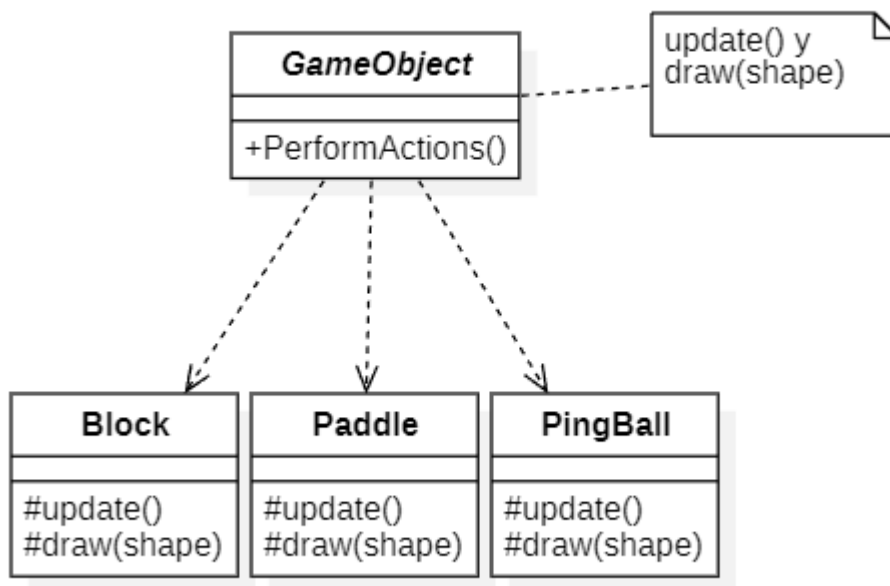 GameObject
+PerformActions()
update() y
draw(shape)
Block
#update()
#draw(shape)
Paddle
#update()
#draw(shape)
PingBall
#update()
#draw(shape)